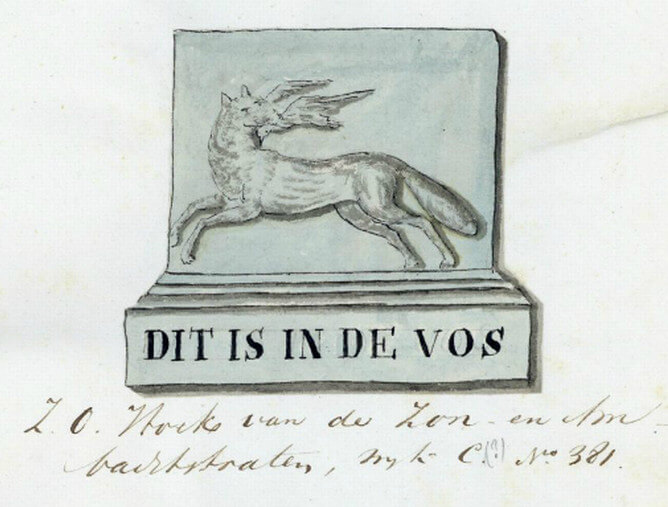 DIT IS IN DE VOS
Z. O. Hoek van de Zon- en Am-
bachtstraten, wijk C.(?) No. 381.